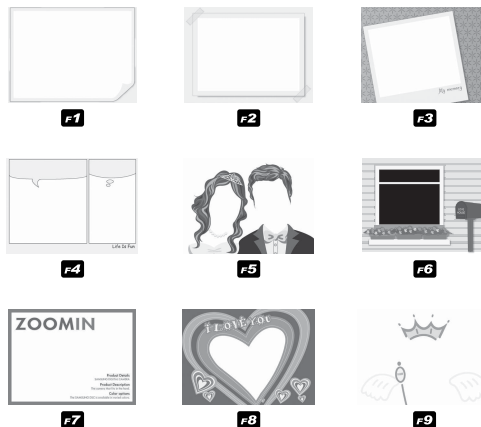 My memory
F1
F2
F3
Life Is Fun
F4
F5
F6
ZOOMIN
Product Details
Product Description
Color options
I LOVE YOU
F7
F8
F9